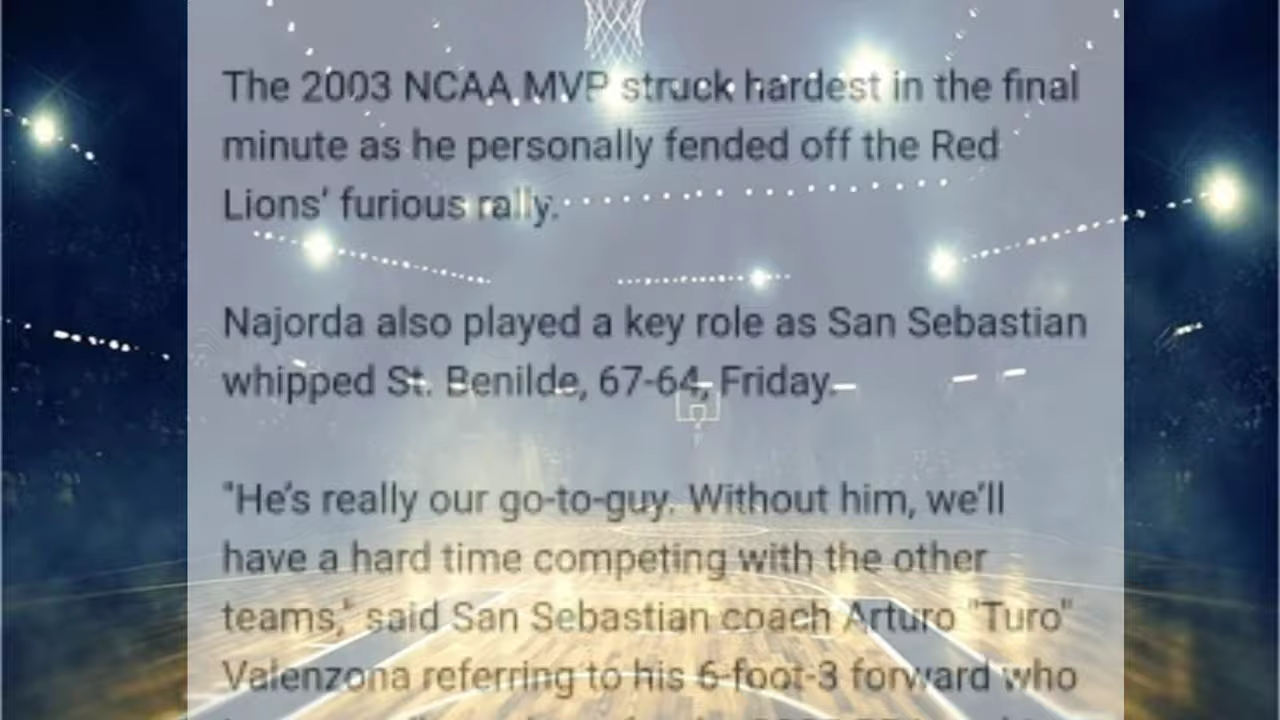 The 2003 NCAA MVP struck hardest in the final
minute as he personally fended off the Red
Lions’ furious rally.
Najorda also played a key role as San Sebastian
whipped St. Benilde, 67-64, Friday.
"He’s really our go-to-guy. Without him, we’ll
have a hard time competing with the other
teams," said San Sebastian coach Arturo "Turo"
Valenzona referring to his 6-foot-3 forward who